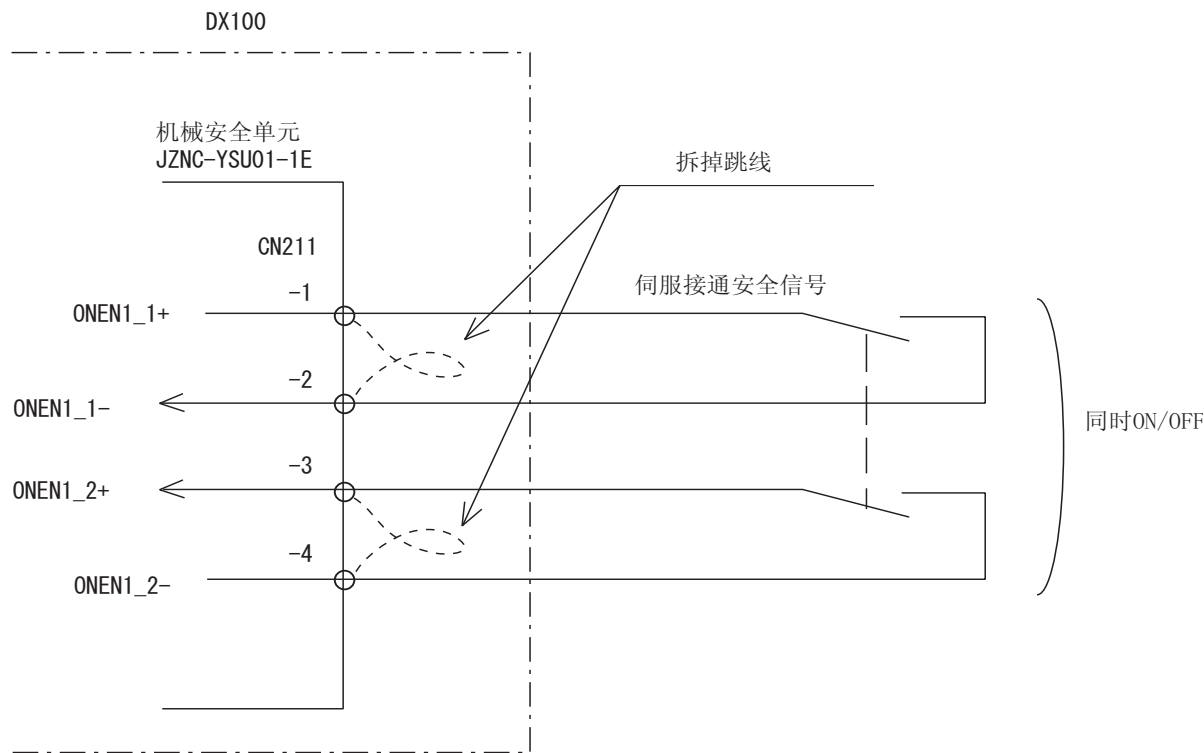 DX100
机械安全单元
JZNC-YSU01-1E
拆掉跳线
CN211
伺服接通安全信号
-1
ONEN1_1+
-2
ONEN1_1-
同时ON/OFF
-3
ONEN1_2+
-4
ONEN1_2-